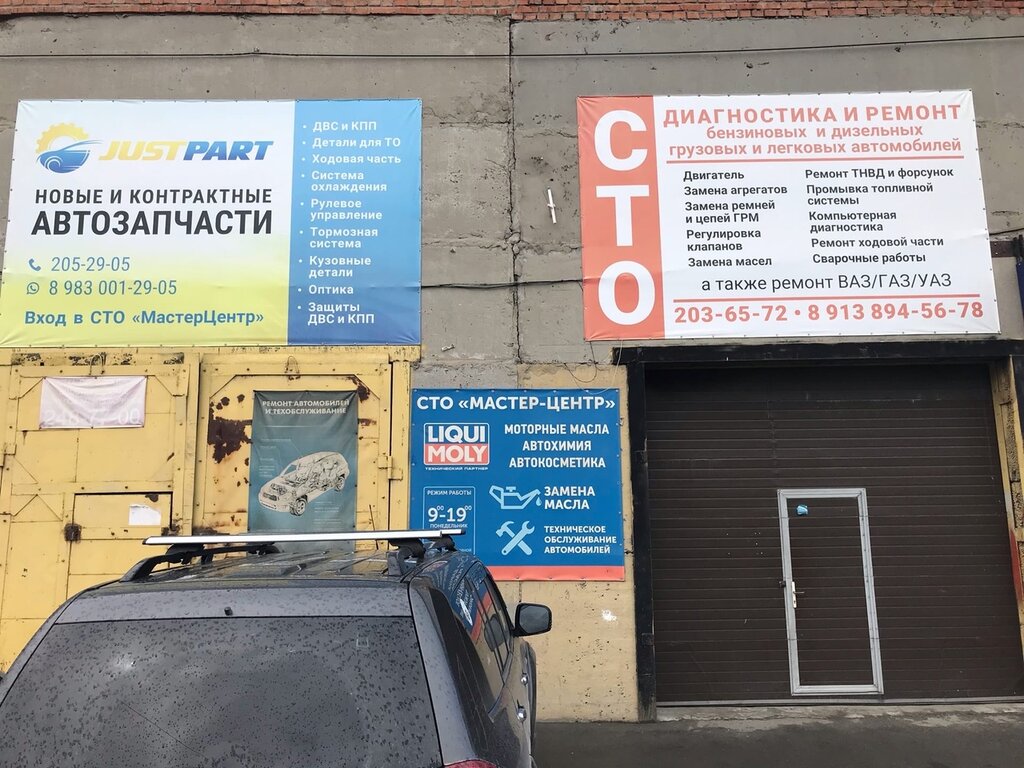 JUSTPART
НОВЫЕ И КОНТРАКТНЫЕ
АВТОЗАПЧАСТИ
205-29-05
8 983 001-29-05
Вход в СТО «МастерЦентр»
• ДВС и КПП
• Детали для ТО
• Ходовая часть
• Система
охлаждения
• Рулевое
управление
• Тормозная
система
• Кузовные
детали
• Оптика
• Защиты
ДВС и КПП
СТО
ДИАГНОСТИКА И РЕМОНТ
бензиновых и дизельных
грузовых и легковых автомобилей
Двигатель
Замена агрегатов
Замена ремней
и цепей ГРМ
Регулировка
клапанов
Замена масел
Ремонт ТНВД и форсунок
Промывка топливной
системы
Компьютерная
диагностика
Ремонт ходовой части
Сварочные работы
а также ремонт ВАЗ/ГАЗ/УАЗ
203-65-72 • 8 913 894-56-78
РЕМОНТ АВТОМОБИЛЕЙ
И ТЕХОБСЛУЖИВАНИЕ
СТО «МАСТЕР-ЦЕНТР»
LIQUI
MOLY
ТЕХНИЧЕСКИЙ ПАРТНЕР
МОТОРНЫЕ МАСЛА
АВТОХИМИЯ
АВТОКОСМЕТИКА
РЕЖИМ РАБОТЫ
9⁰⁰-19⁰⁰
ПОНЕДЕЛЬНИК
ЗАМЕНА
МАСЛА
ТЕХНИЧЕСКОЕ
ОБСЛУЖИВАНИЕ
АВТОМОБИЛЕЙ